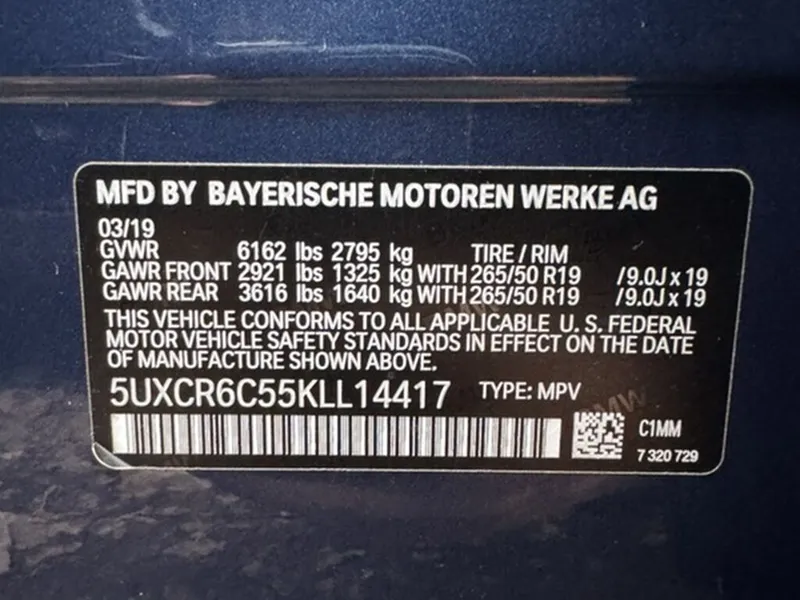 MFD BY BAYERISCHE MOTOREN WERKE AG
03/19
GVWR 6162 lbs 2795 kg TIRE / RIM
GAWR FRONT 2921 lbs 1325 kg WITH 265/50 R19 /9.0J x 19
GAWR REAR 3616 lbs 1640 kg WITH 265/50 R19 /9.0J x 19
THIS VEHICLE CONFORMS TO ALL APPLICABLE U. S. FEDERAL
MOTOR VEHICLE SAFETY STANDARDS IN EFFECT ON THE DATE
OF MANUFACTURE SHOWN ABOVE.
5UXCR6C55KLL14417 TYPE: MPV
C1MM
7 320 729